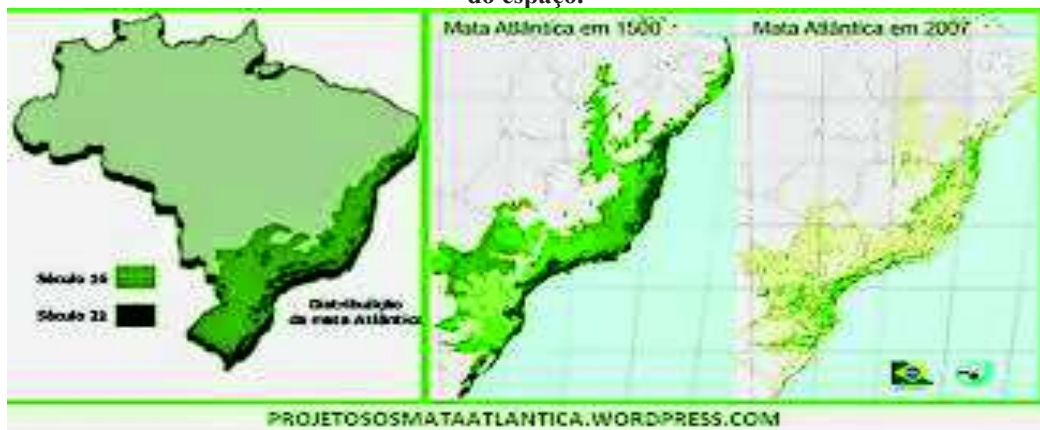 do espaço.
Mata Atlântica em 1500
Mata Atlântica em 2007
Século 16
Século
Distribuição
da mata Atlântica
PROJETOSOSMATAATLANTICA.WORDPRESS.COM